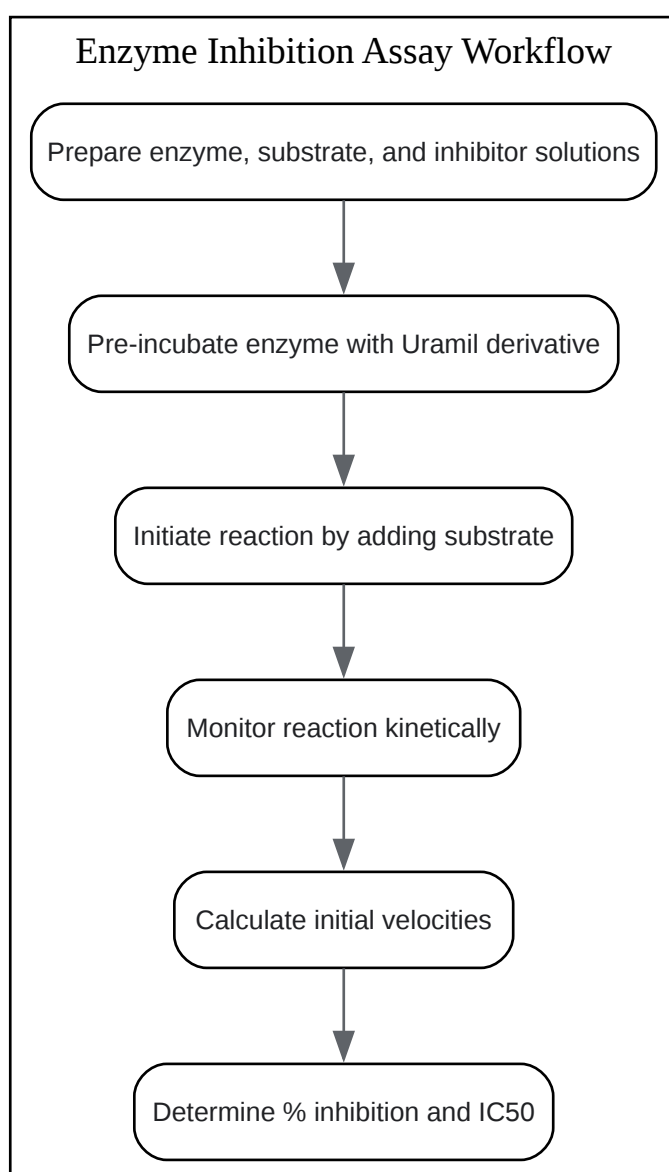 Enzyme Inhibition Assay Workflow
Prepare enzyme, substrate, and inhibitor solutions
Pre-incubate enzyme with Uramil derivative
Initiate reaction by adding substrate
Monitor reaction kinetically
Calculate initial velocities
Determine % inhibition and IC50